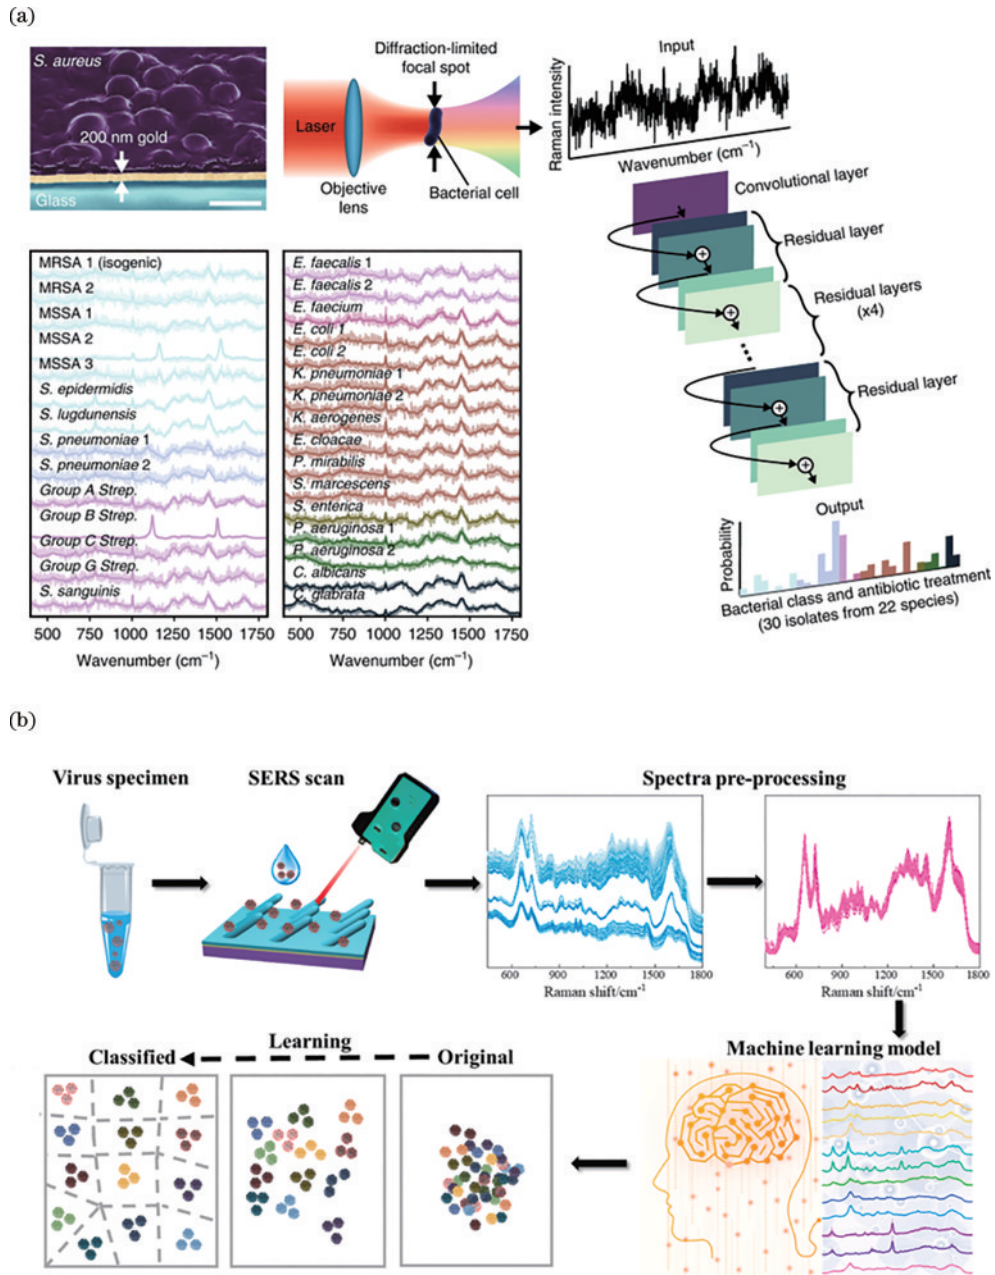 (a)
S. aureus
200 nm gold
Glass
Diffraction-limited
focal spot
Laser
Objective
lens
Bacterial cell
Input
Raman intensity
Wavenumber (cm⁻¹)
Convolutional layer
Residual layer
Residual layers
(x4)
Residual layer
Output
Probability
Bacterial class and antibiotic treatment
(30 isolates from 22 species)
MRSA 1 (isogenic)
MRSA 2
MSSA 1
MSSA 2
MSSA 3
S. epidermidis
S. lugdunensis
S. pneumoniae 1
S. pneumoniae 2
Group A Strep.
Group B Strep.
Group C Strep.
Group G Strep.
S. sanguinis
500 1000 1250 1500 1750
Wavenumber (cm⁻¹)
E. faecalis 1
E. faecalis 2
E. faecium
E. coli 1
E. coli 2
K. pneumoniae 1
K. pneumoniae 2
K. aerogenes
E. cloacae
P. mirabilis
S. marcescens
S. enterica
P. aeruginosa 1
P. aeruginosa 2
C. albicans
C. glabrata
500 1000 1250 1500 1750
Wavenumber (cm⁻¹)
(b)
Virus specimen
SERS scan
Spectra pre-processing
600 900 1200 1500 1800
Raman shift/cm⁻¹
600 900 1200 1500 1800
Raman shift/cm⁻¹
Machine learning model
Learning
Classified
Original